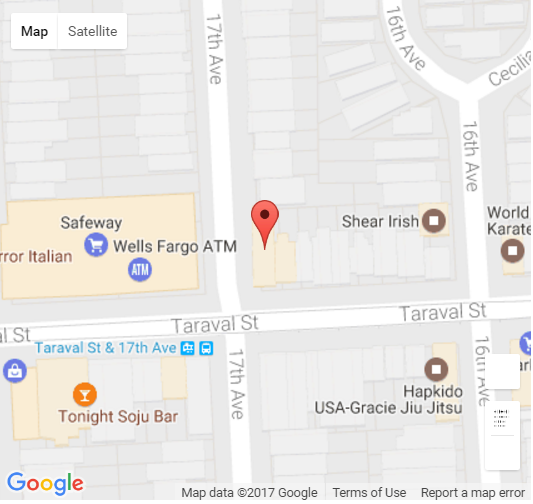 Map Satellite
17th Ave
16th Ave
Cecilia
16th Ave
Safeway
Wells Fargo ATM
ATM
rror Italian
Shear Irish
World
Karate
Taraval St
Taraval St
al St
Taraval St & 17th Ave
17th Ave
16th Ave
Tonight Soju Bar
Hapkido
USA-Gracie Jiu Jitsu
Google
Map data ©2017 Google Terms of Use Report a map error